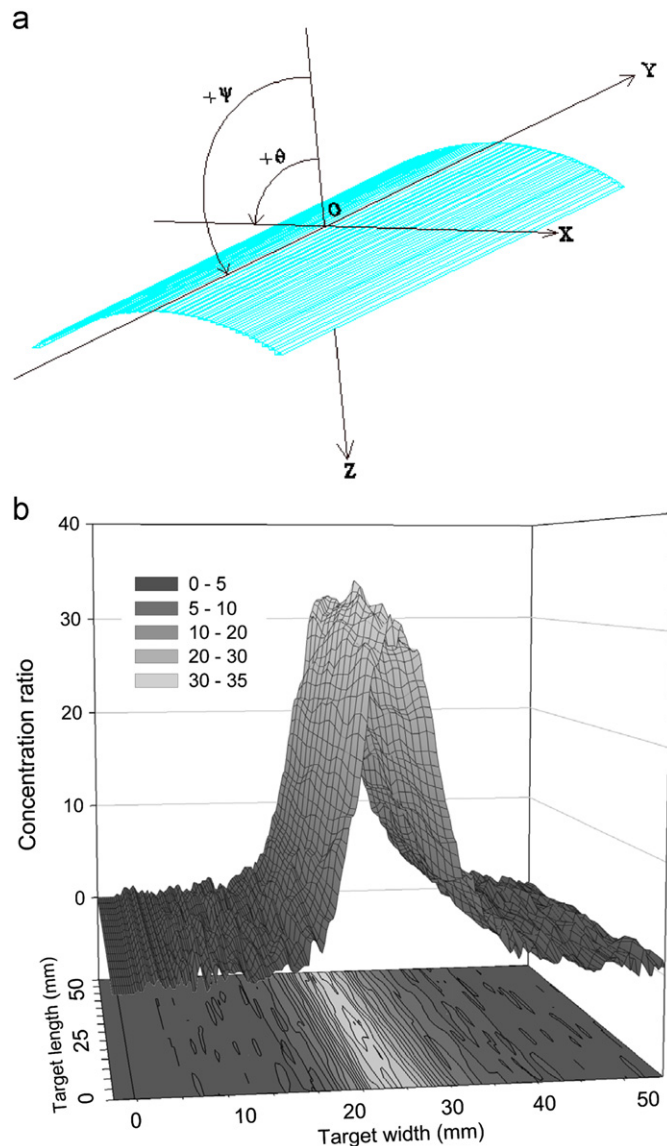 a
+Ψ
+θ
Y
O
X
Z
b
40
30
20
10
0
Concentration ratio
0 - 5
5 - 10
10 - 20
20 - 30
30 - 35
50
25
0
Target length (mm)
0 10 20 30 40 50
Target width (mm)